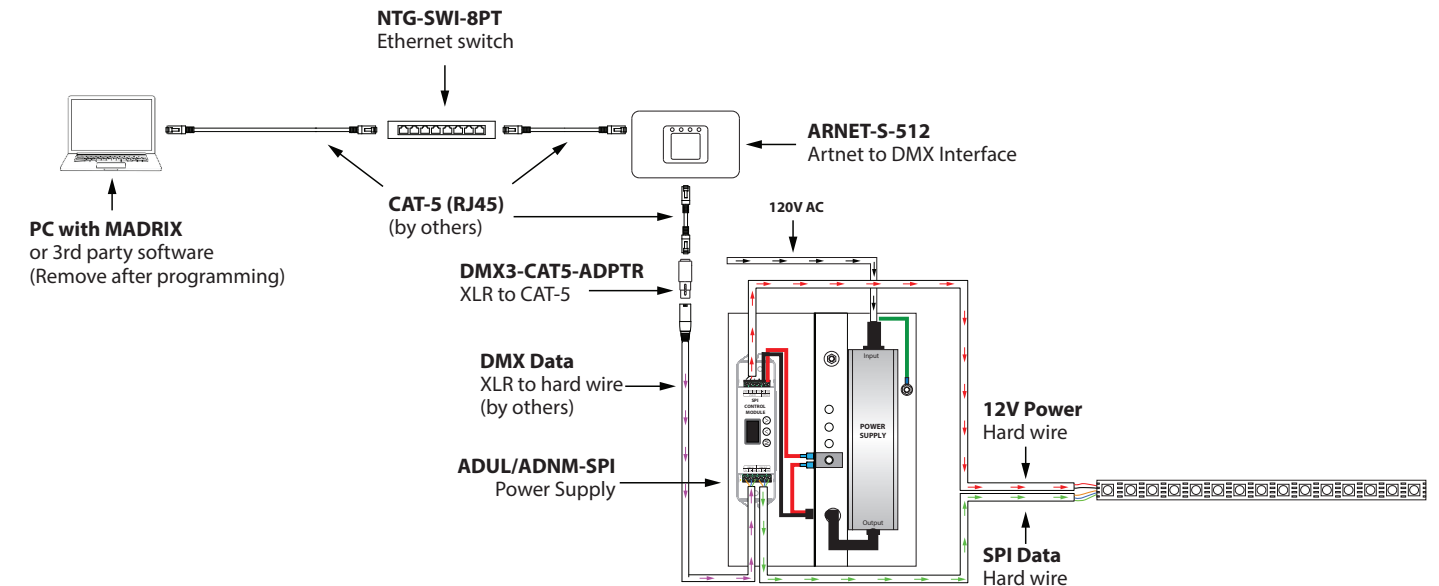 NTG-SWI-8PT
Ethernet switch
ARNET-S-512
Artnet to DMX Interface
CAT-5 (RJ45)
(by others)
PC with MADRIX
or 3rd party software
(Remove after programming)
120V AC
DMX3-CAT5-ADPTR
XLR to CAT-5
DMX Data
XLR to hard wire
(by others)
Input
SPI
CONTROL
MODULE
POWER
SUPPLY
12V Power
Hard wire
ADUL/ADNM-SPI
Power Supply
Output
SPI Data
Hard wire